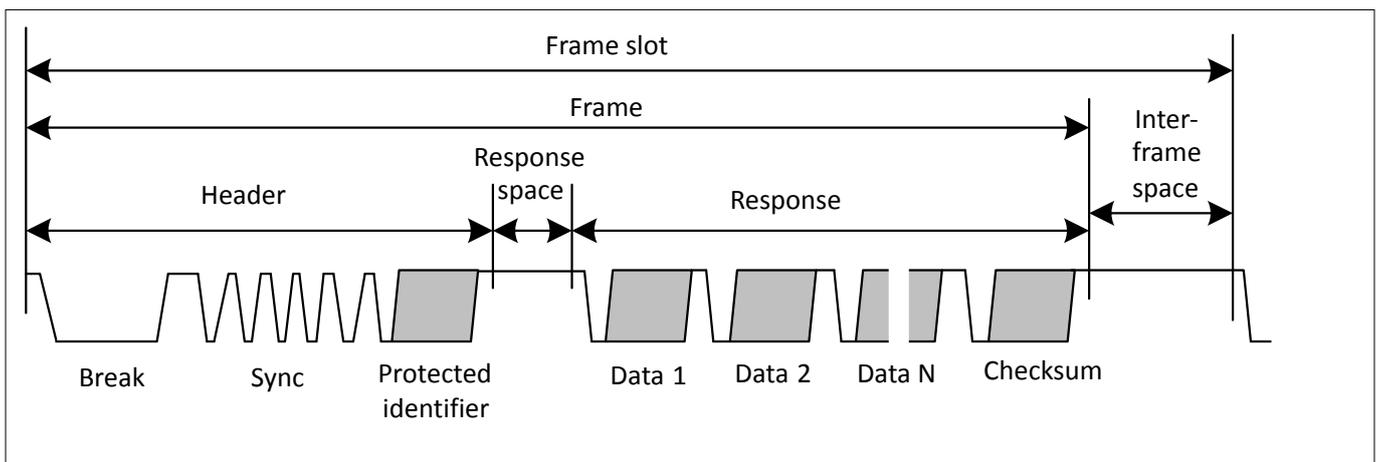 Frame slot
Frame
Inter-
frame
space
Response
space
Header
Response
Break
Sync
Protected
identifier
Data 1
Data 2
Data N
Checksum